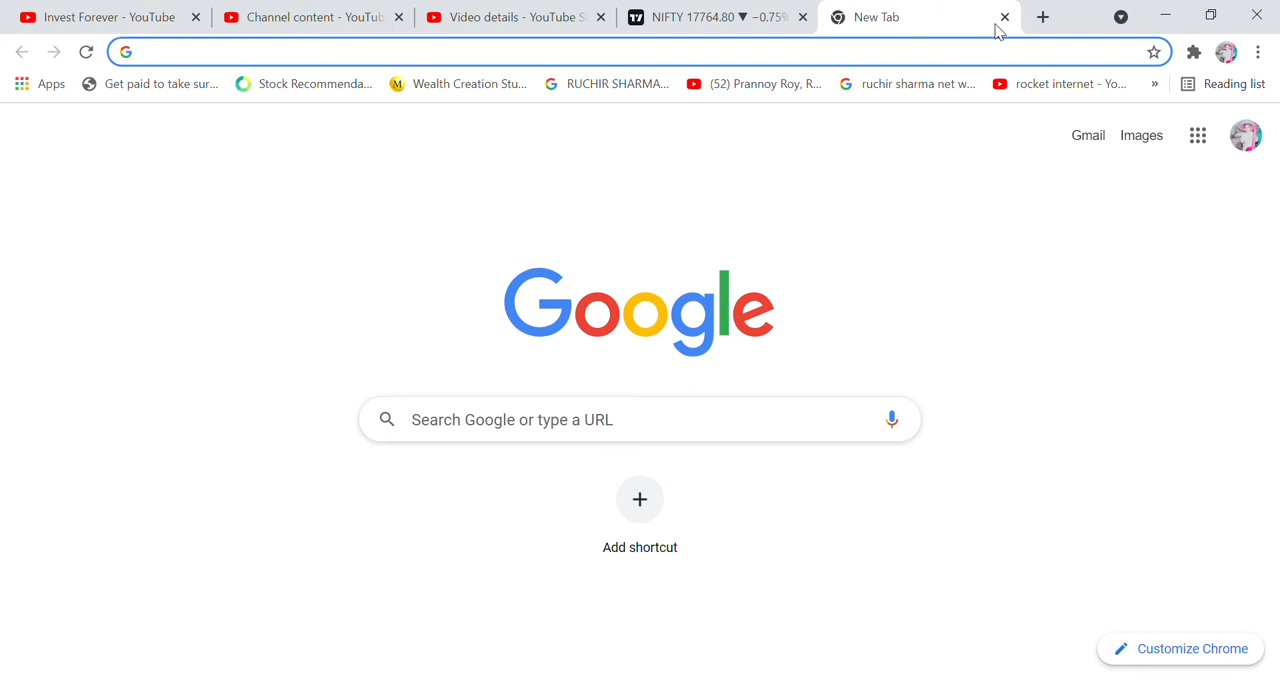 Invest Forever - YouTube
Channel content - YouTub
Video details - YouTube S
NIFTY 17764.80 ▼ −0.75%
New Tab
Apps
Get paid to take sur...
Stock Recommenda...
Wealth Creation Stu...
RUCHIR SHARMA...
(52) Prannoy Roy, R...
ruchir sharma net w...
rocket internet - Yo...
»
Reading list
Gmail
Images
Google
Search Google or type a URL
Add shortcut
Customize Chrome